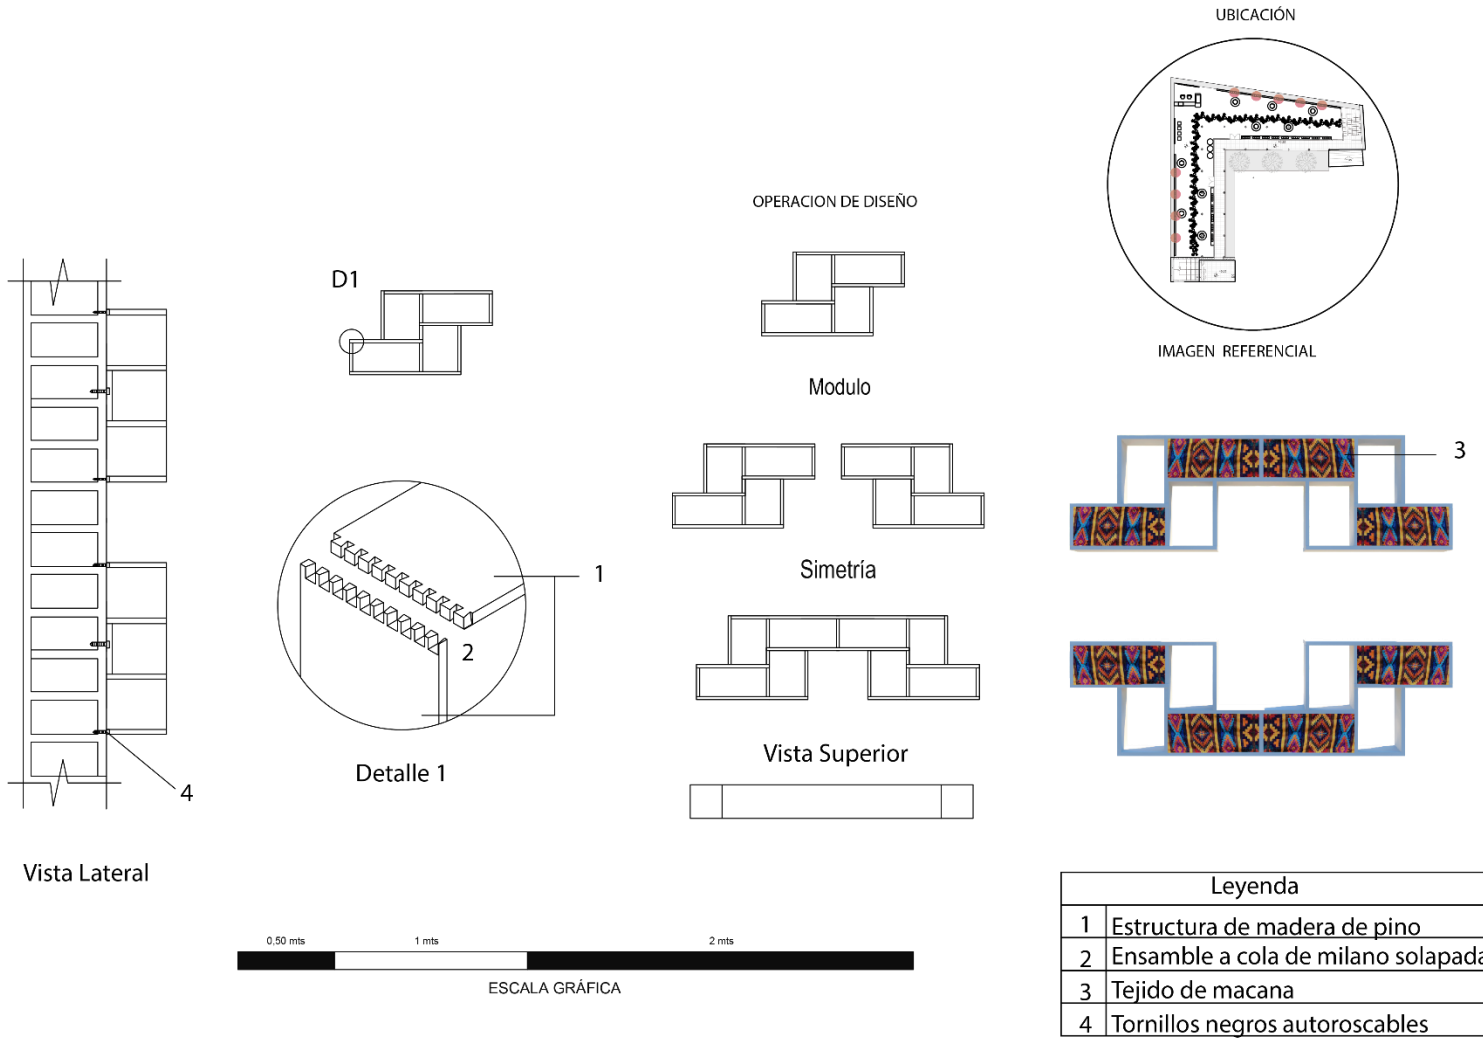 UBICACIÓN
OPERACION DE DISEÑO
D1
IMAGEN REFERENCIAL
Modulo
3
Simetría
1
2
Vista Superior
Detalle 1
4
Vista Lateral
Leyenda
1 Estructura de madera de pino
2 Ensamble a cola de milano solapada
3 Tejido de macana
4 Tornillos negros autoroscables
0,50 mts 1 mts 2 mts
ESCALA GRÁFICA